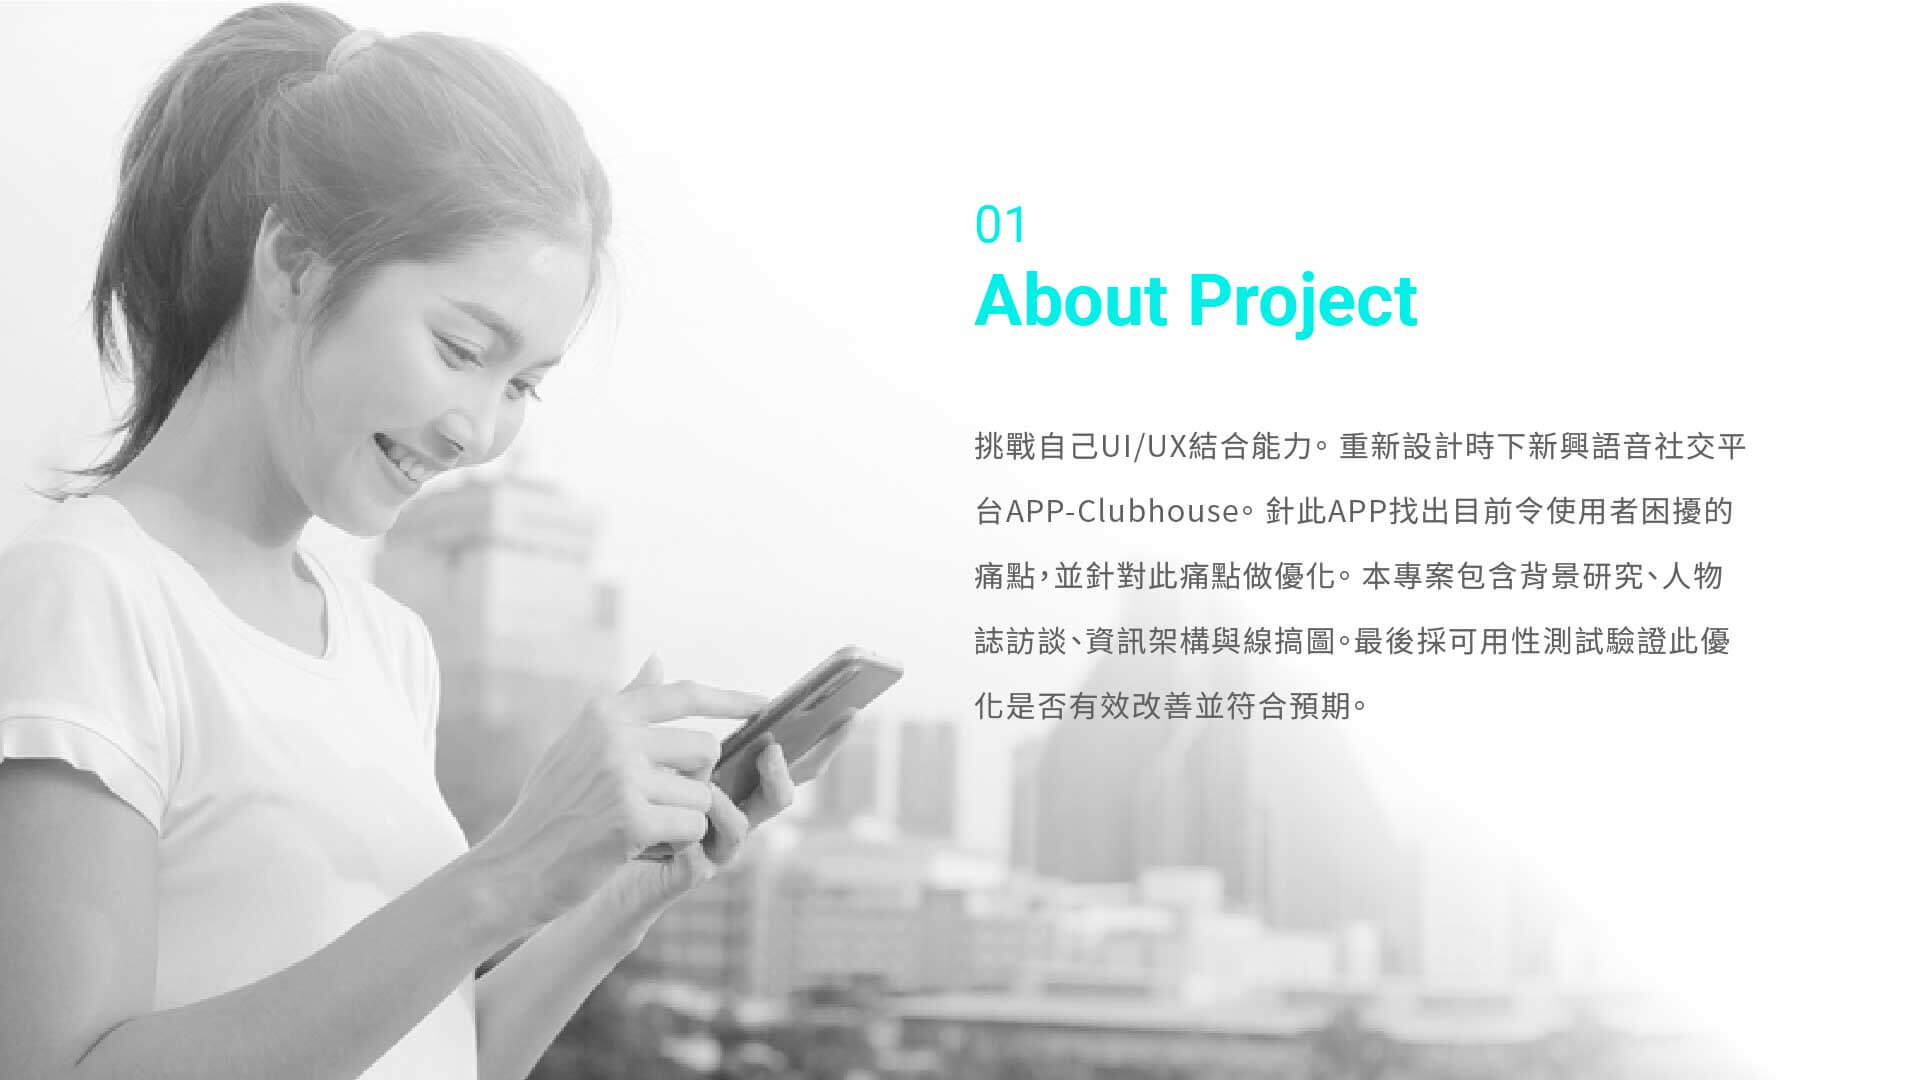 01
About Project
挑戰自己UI/UX結合能力。重新設計時下新興語音社交平
台APP-Clubhouse。針此APP找出目前令使用者困擾的
痛點，並針對此痛點做優化。本專案包含背景研究、人物
誌訪談、資訊架構與線搞圖。最後採可用性測試驗證此優
化是否有效改善並符合預期。